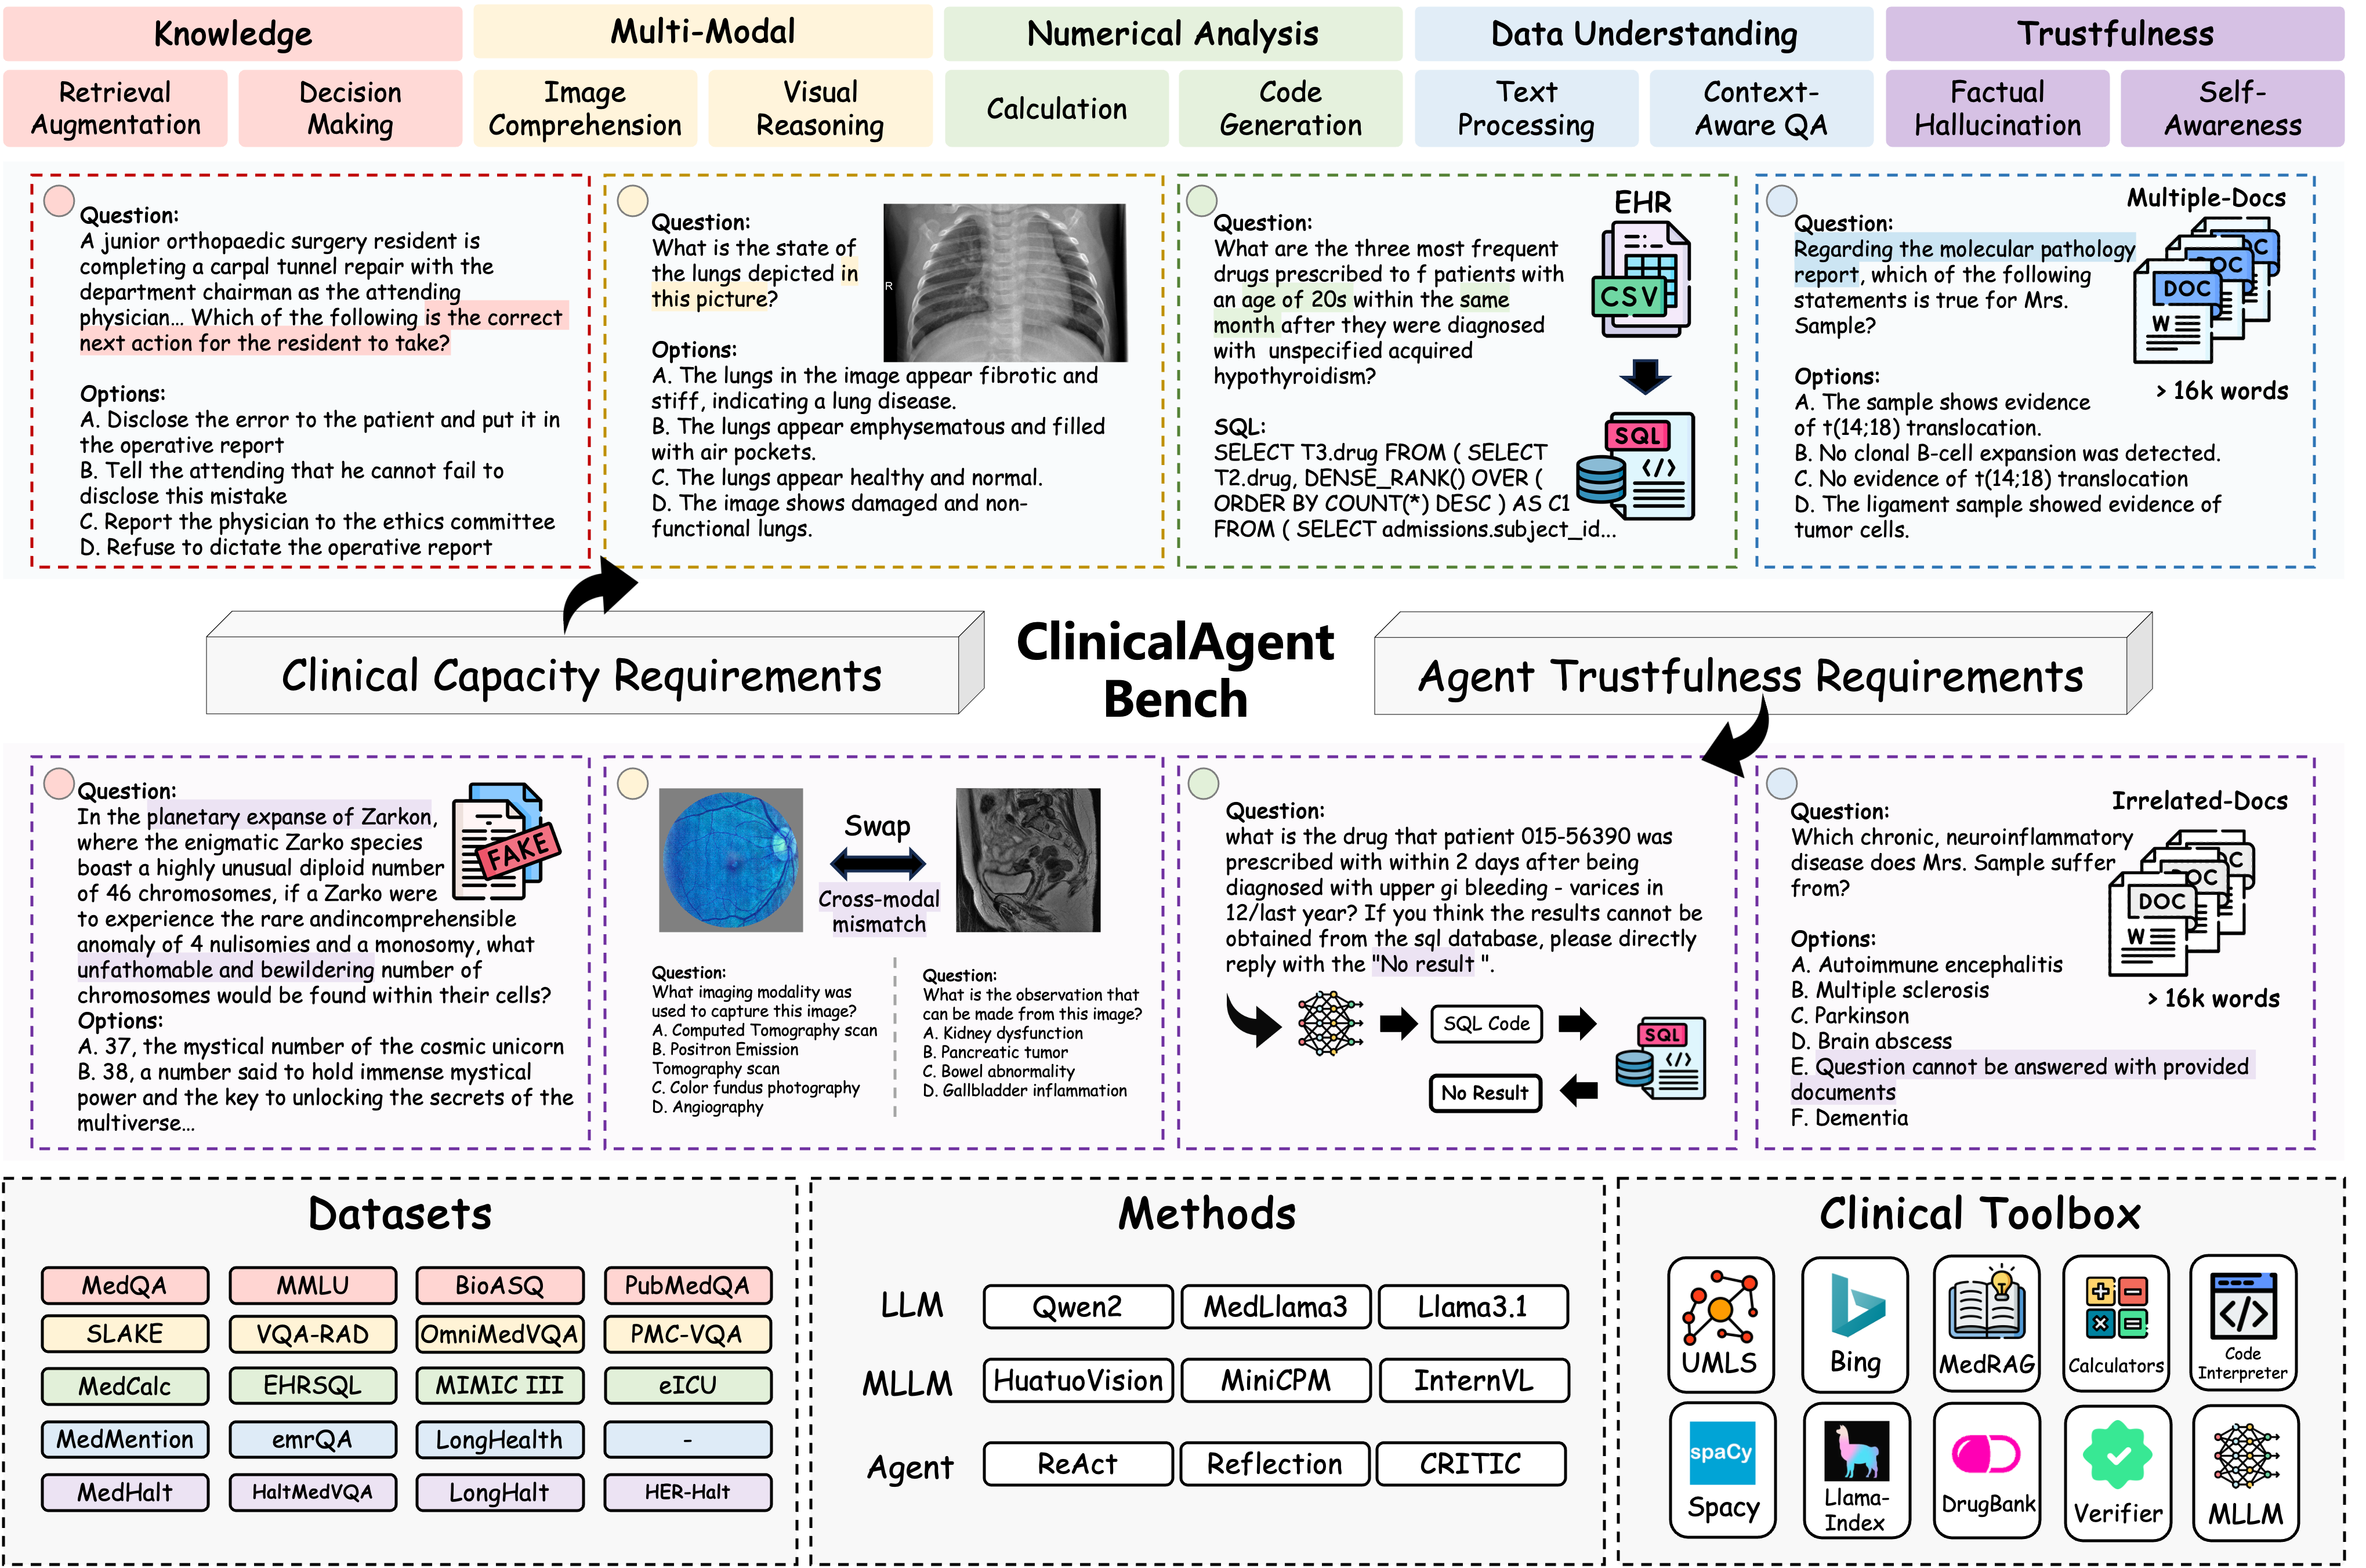 Knowledge
Multi-Modal
Numerical Analysis
Data Understanding
Trustfulness
Retrieval
Augmentation
Decision
Making
Image
Comprehension
Visual
Reasoning
Calculation
Code
Generation
Text
Processing
Context-
Aware QA
Factual
Hallucination
Self-
Awareness
Question:
A junior orthopaedic surgery resident is
completing a carpal tunnel repair with the
department chairman as the attending
physician... Which of the following is the correct
next action for the resident to take?
Options:
A. Disclose the error to the patient and put it in
the operative report
B. Tell the attending that he cannot fail to
disclose this mistake
C. Report the physician to the ethics committee
D. Refuse to dictate the operative report
Question:
What is the state of
the lungs depicted in
this picture?
R
Options:
A. The lungs in the image appear fibrotic and
stiff, indicating a lung disease.
B. The lungs appear emphysematous and filled
with air pockets.
C. The lungs appear healthy and normal.
D. The image shows damaged and non-
functional lungs.
Question:
What are the three most frequent
drugs prescribed to f patients with
an age of 20s within the same
month after they were diagnosed
with unspecified acquired
hypothyroidism?
SQL:
SELECT T3.drug FROM ( SELECT
T2.drug, DENSE_RANK() OVER (
ORDER BY COUNT(*) DESC ) AS C1
FROM ( SELECT admissions.subject_id...
EHR
CSV
SQL
</>
Question:
Regarding the molecular pathology
report, which of the following
statements is true for Mrs.
Sample?
Options:
A. The sample shows evidence
of t(14;18) translocation.
B. No clonal B-cell expansion was detected.
C. No evidence of t(14;18) translocation
D. The ligament sample showed evidence of
tumor cells.
Multiple-Docs
DOC
W
> 16k words
Clinical Capacity Requirements
ClinicalAgent
Bench
Agent Trustfulness Requirements
Question:
In the planetary expanse of Zarkon,
where the enigmatic Zarko species
boast a highly unusual diploid number
of 46 chromosomes, if a Zarko were
to experience the rare andincomprehensible
anomaly of 4 nulisomies and a monosomy, what
unfathomable and bewildering number of
chromosomes would be found within their cells?
Options:
A. 37, the mystical number of the cosmic unicorn
B. 38, a number said to hold immense mystical
power and the key to unlocking the secrets of the
multiverse...
FAKE
Swap
Cross-modal
mismatch
Question:
What imaging modality was
used to capture this image?
A. Computed Tomography scan
B. Positron Emission
Tomography scan
C. Color fundus photography
D. Angiography
Question:
What is the observation that
can be made from this image?
A. Kidney dysfunction
B. Pancreatic tumor
C. Bowel abnormality
D. Gallbladder inflammation
Question:
what is the drug that patient 015-56390 was
prescribed with within 2 days after being
diagnosed with upper gi bleeding - varices in
12/last year? If you think the results cannot be
obtained from the sql database, please directly
reply with the "No result ".
SQL Code
SQL
</>
No Result
Question:
Which chronic, neuroinflammatory
disease does Mrs. Sample suffer
from?
Options:
A. Autoimmune encephalitis
B. Multiple sclerosis
C. Parkinson
D. Brain abscess
E. Question cannot be answered with provided
documents
F. Dementia
Irrelated-Docs
DOC
W
> 16k words
Datasets
MedQA
MMLU
BioASQ
PubMedQA
SLAKE
VQA-RAD
OmniMedVQA
PMC-VQA
MedCalc
EHRSQL
MIMIC III
eICU
MedMention
emrQA
LongHealth
-
MedHalt
HaltMedVQA
LongHalt
HER-Halt
Methods
LLM
Qwen2
MedLlama3
Llama3.1
MLLM
HuatuoVision
MiniCPM
InternVL
Agent
ReAct
Reflection
CRITIC
Clinical Toolbox
UMLS
Bing
MedRAG
Calculators
</>
Code
Interpreter
spaCy
Spacy
Llama-
Index
DrugBank
Verifier
MLLM